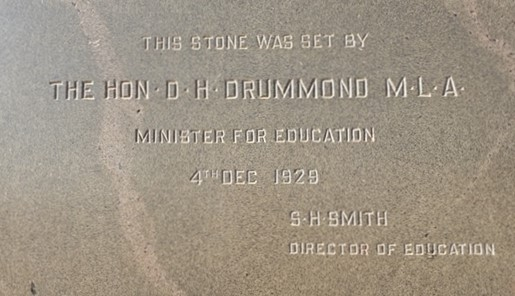 THIS STONE WAS SET BY
THE HON·D·H·DRUMMOND M·L·A·
MINISTER FOR EDUCATION
4TH DEC 1929
S·H·SMITH
DIRECTOR OF EDUCATION